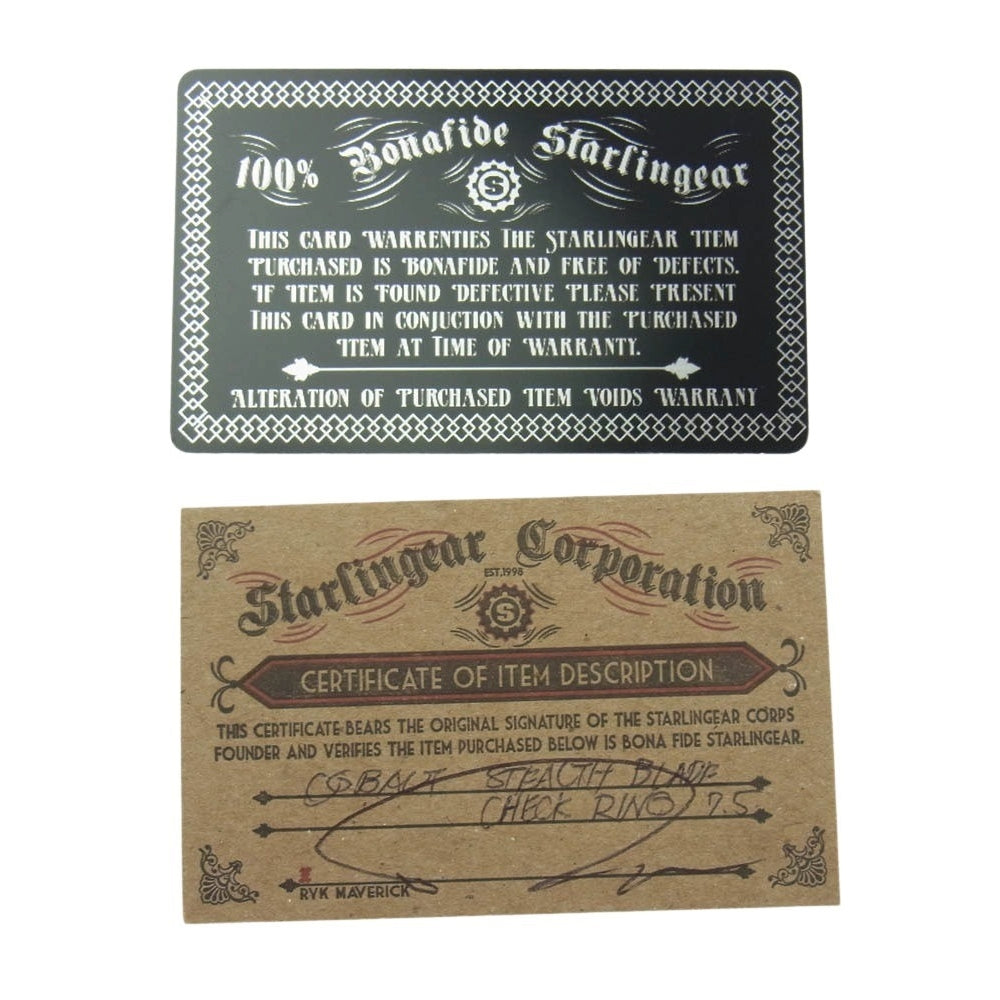 100% Bonafide Starlingear
S
THIS CARD WARRENTIES THE STARLINGEAR ITEM
PURCHASED IS BONAFIDE AND FREE OF DEFECTS.
IF ITEM IS FOUND DEFECTIVE PLEASE PRESENT
THIS CARD IN CONJUCTION WITH THE PURCHASED
ITEM AT TIME OF WARRANTY.
ALTERATION OF PURCHASED ITEM VOIDS WARRANY
Starlingear Corporation
EST.1998
S
CERTIFICATE OF ITEM DESCRIPTION
THIS CERTIFICATE BEARS THE ORIGINAL SIGNATURE OF THE STARLINGEAR CORPS
FOUNDER AND VERIFIES THE ITEM PURCHASED BELOW IS BONA FIDE STARLINGEAR.
COBALT STEALTH BLADE
CHECK RING 7.5
X
RYK MAVERICK